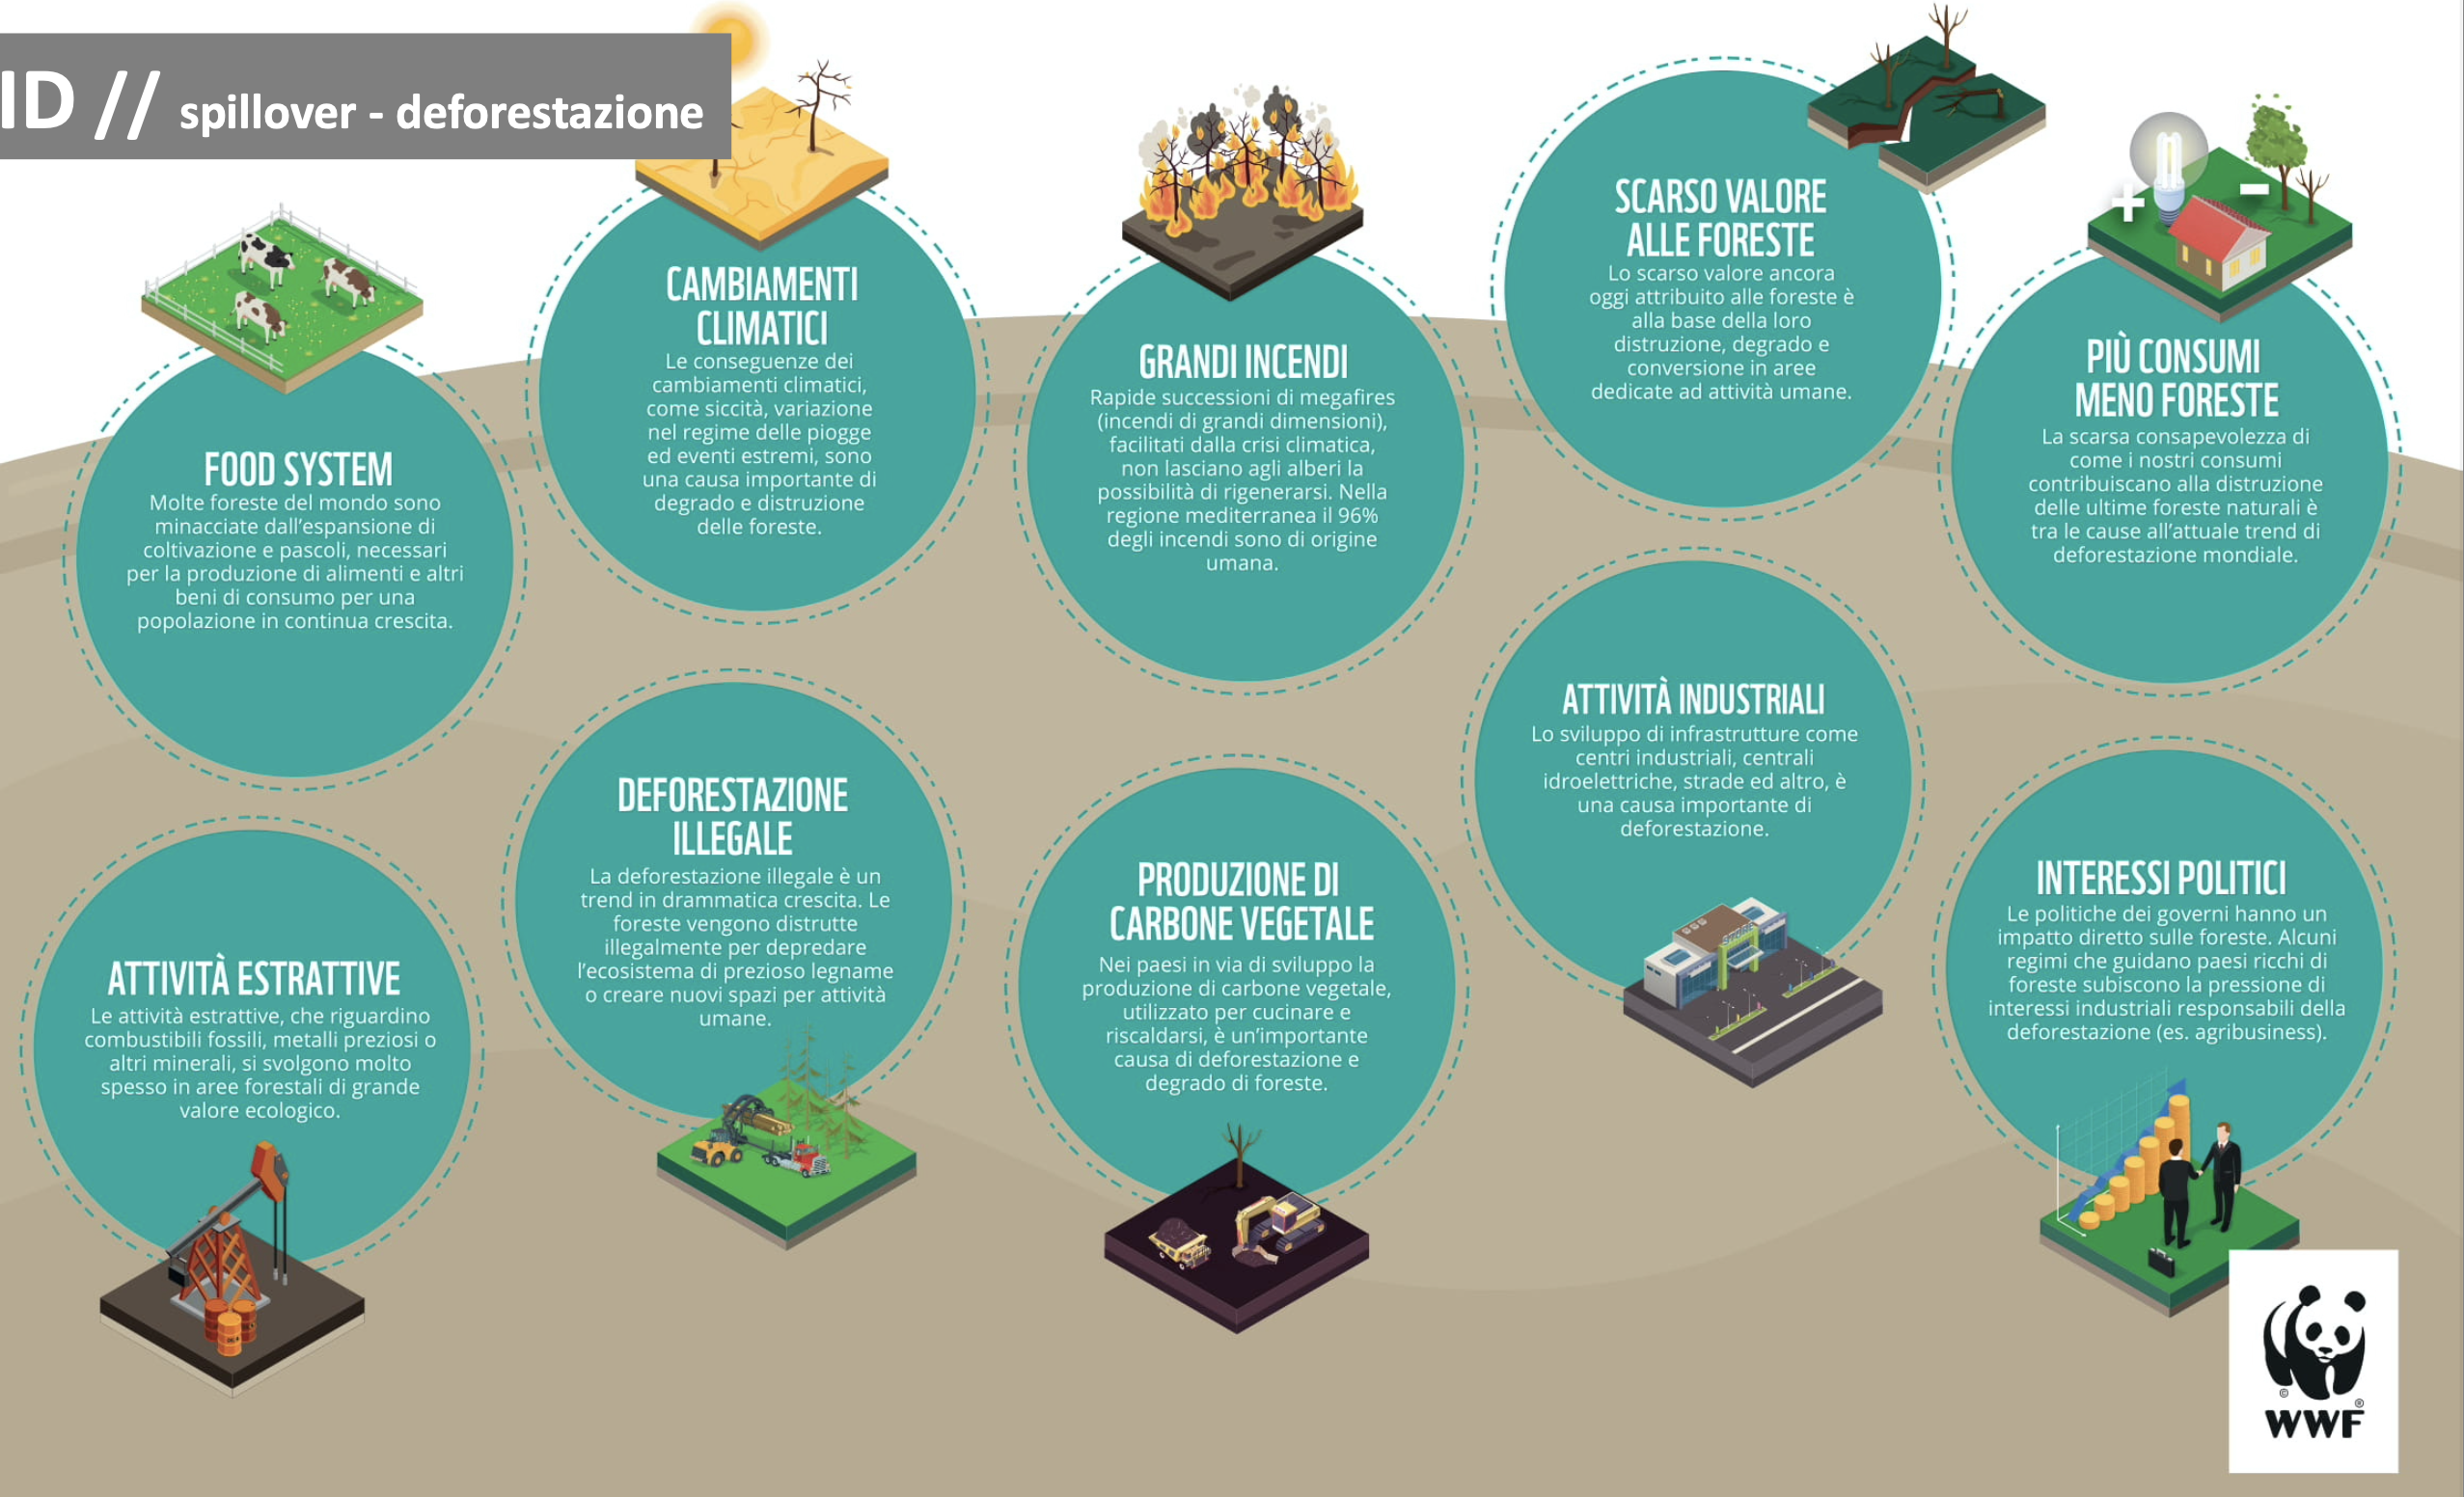 ID // spillover - deforestazione
FOOD SYSTEM
Molte foreste del mondo sono
minacciate dall'espansione di
coltivazione e pascoli, necessari
per la produzione di alimenti e altri
beni di consumo per una
popolazione in continua crescita.
CAMBIAMENTI
CLIMATICI
Le conseguenze dei
cambiamenti climatici,
come siccità, variazione
nel regime delle piogge
ed eventi estremi, sono
una causa importante di
degrado e distruzione
delle foreste.
GRANDI INCENDI
Rapide successioni di megafires
(incendi di grandi dimensioni),
facilitati dalla crisi climatica,
non lasciano agli alberi la
possibilità di rigenerarsi. Nella
regione mediterranea il 96%
degli incendi sono di origine
umana.
SCARSO VALORE
ALLE FORESTE
Lo scarso valore ancora
oggi attribuito alle foreste è
alla base della loro
distruzione, degrado e
conversione in aree
dedicate ad attività umane.
PIÙ CONSUMI
MENO FORESTE
La scarsa consapevolezza di
come i nostri consumi
contribuiscano alla distruzione
delle ultime foreste naturali è
tra le cause all'attuale trend di
deforestazione mondiale.
ATTIVITÀ ESTRATTIVE
Le attività estrattive, che riguardino
combustibili fossili, metalli preziosi o
altri minerali, si svolgono molto
spesso in aree forestali di grande
valore ecologico.
DEFORESTAZIONE
ILLEGALE
La deforestazione illegale è un
trend in drammatica crescita. Le
foreste vengono distrutte
illegalmente per depredare
l'ecosistema di prezioso legname
o creare nuovi spazi per attività
umane.
PRODUZIONE DI
CARBONE VEGETALE
Nei paesi in via di sviluppo la
produzione di carbone vegetale,
utilizzato per cucinare e
riscaldarsi, è un'importante
causa di deforestazione e
degrado di foreste.
ATTIVITÀ INDUSTRIALI
Lo sviluppo di infrastrutture come
centri industriali, centrali
idroelettriche, strade ed altro, è
una causa importante di
deforestazione.
INTERESSI POLITICI
Le politiche dei governi hanno un
impatto diretto sulle foreste. Alcuni
regimi che guidano paesi ricchi di
foreste subiscono la pressione di
interessi industriali responsabili della
deforestazione (es. agribusiness).
©
®
WWF